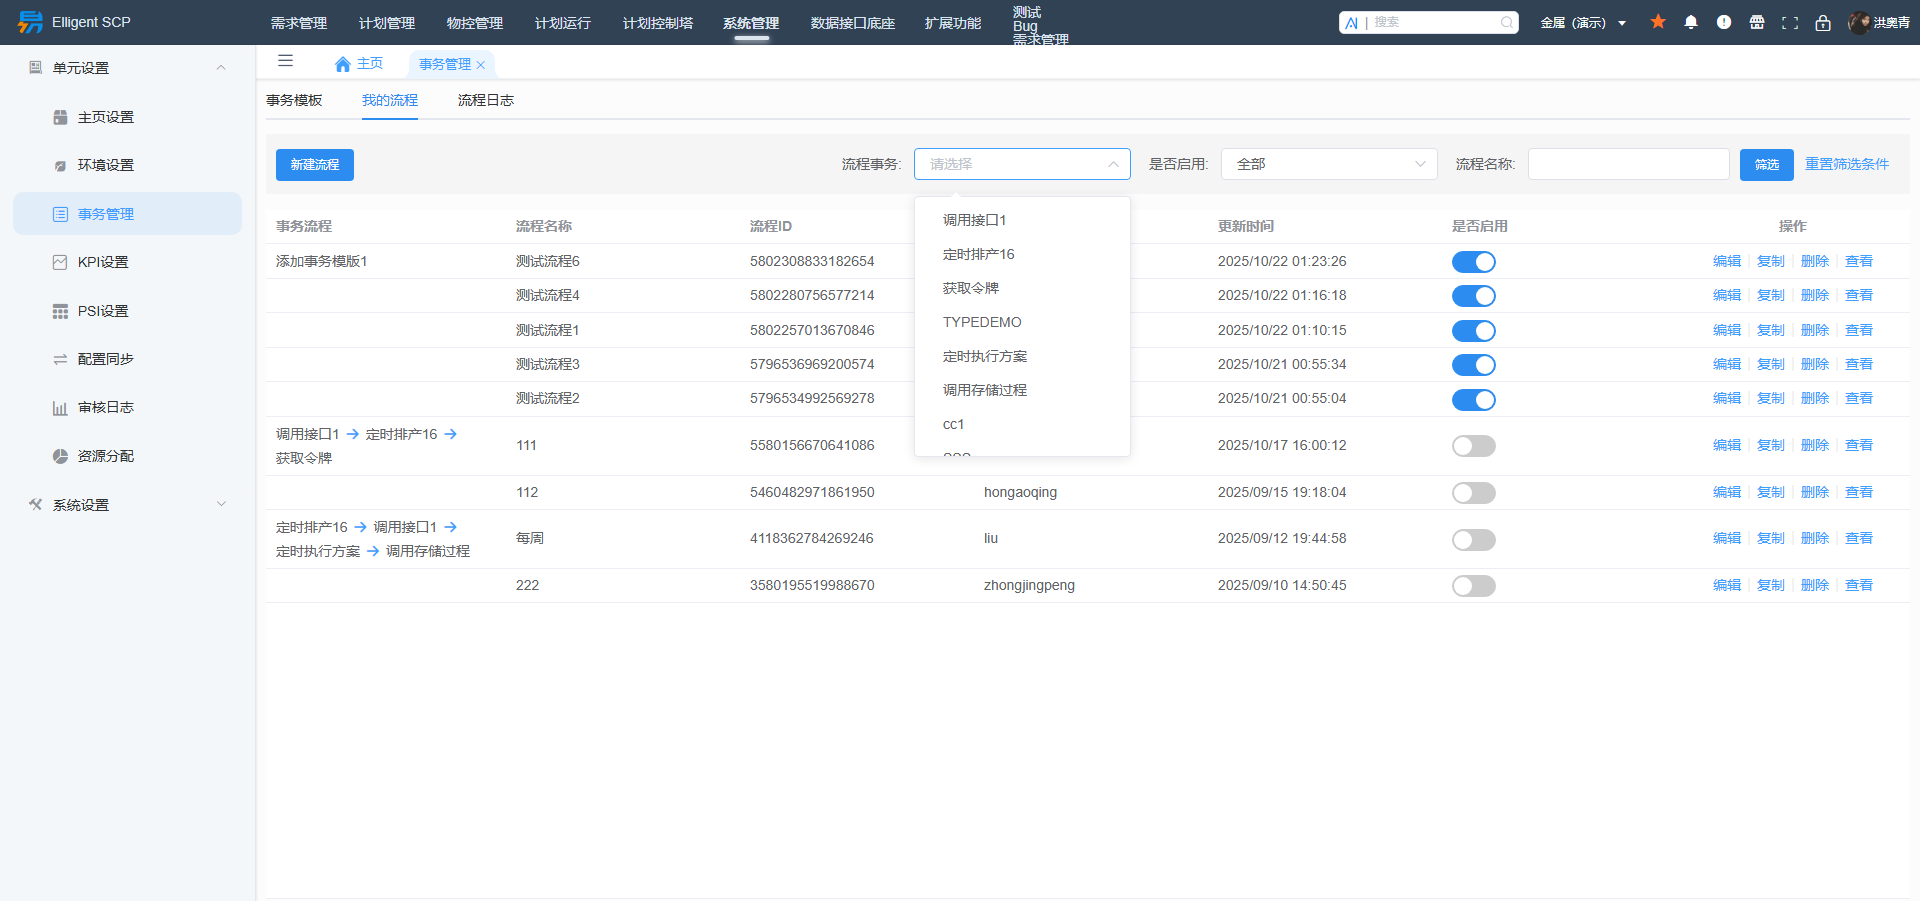 Elligent SCP
需求管理
计划管理
物控管理
计划运行
计划控制塔
系统管理
数据接口底座
扩展功能
测试
Bug
需求管理
AI | 搜索
金属（演示）
洪奥青
单元设置
主页设置
环境设置
事务管理
KPI设置
PSI设置
配置同步
审核日志
资源分配
系统设置
主页
事务管理
事务模板
我的流程
流程日志
新建流程
流程事务:
请选择
是否启用:
全部
流程名称:
筛选
重置筛选条件
调用接口1
定时排产16
获取令牌
TYPEDEMO
定时执行方案
调用存储过程
cc1
事务流程 流程名称 流程ID 更新时间 是否启用 操作
添加事务模版1 测试流程6 5802308833182654 2025/10/22 01:23:26 编辑 复制 删除 查看
测试流程4 5802280756577214 2025/10/22 01:16:18 编辑 复制 删除 查看
测试流程1 5802257013670846 2025/10/22 01:10:15 编辑 复制 删除 查看
测试流程3 5796536969200574 2025/10/21 00:55:34 编辑 复制 删除 查看
测试流程2 5796534992569278 2025/10/21 00:55:04 编辑 复制 删除 查看
调用接口1 → 定时排产16 →
获取令牌
111 5580156670641086 2025/10/17 16:00:12 编辑 复制 删除 查看
112 5460482971861950 hongaoqing 2025/09/15 19:18:04 编辑 复制 删除 查看
定时排产16 → 调用接口1 →
定时执行方案 → 调用存储过程
每周 4118362784269246 liu 2025/09/12 19:44:58 编辑 复制 删除 查看
222 3580195519988670 zhongjingpeng 2025/09/10 14:50:45 编辑 复制 删除 查看